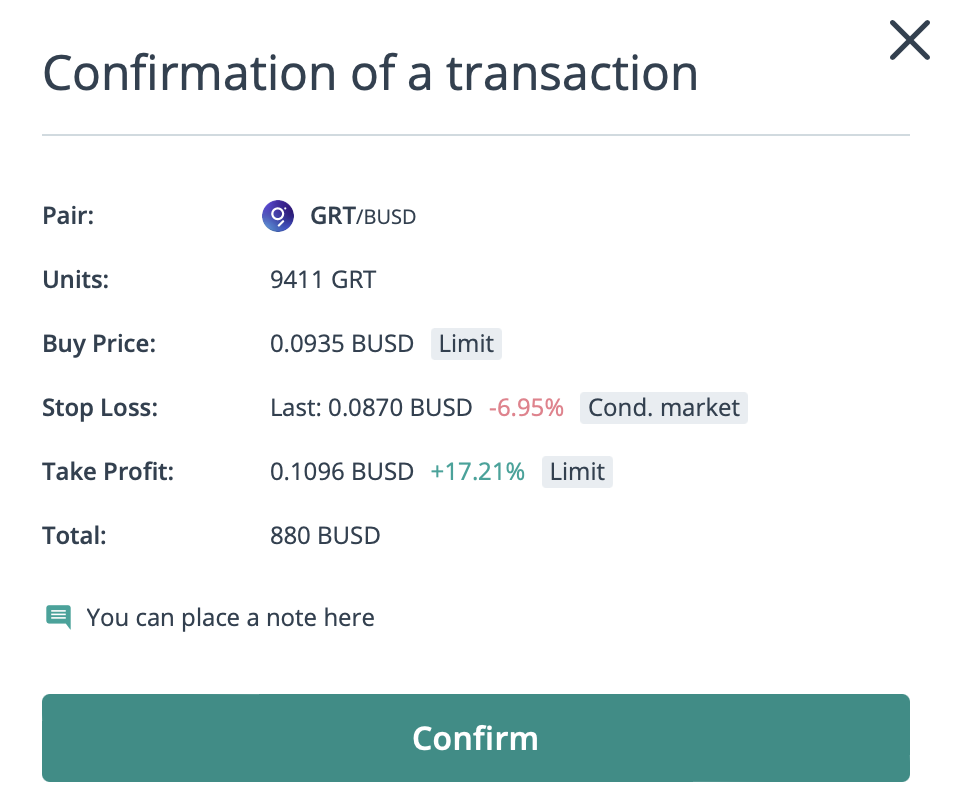 Confirmation of a transaction
Pair: GRT/BUSD
Units: 9411 GRT
Buy Price: 0.0935 BUSD Limit
Stop Loss: Last: 0.0870 BUSD -6.95% Cond. market
Take Profit: 0.1096 BUSD +17.21% Limit
Total: 880 BUSD
You can place a note here
Confirm